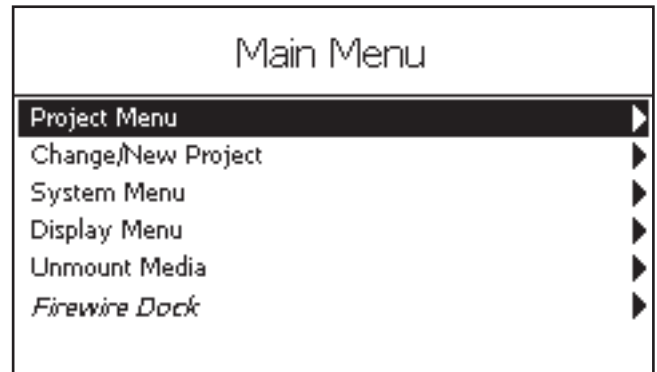 Main Menu
Project Menu
Change/New Project
System Menu
Display Menu
Unmount Media
Firewire Dock